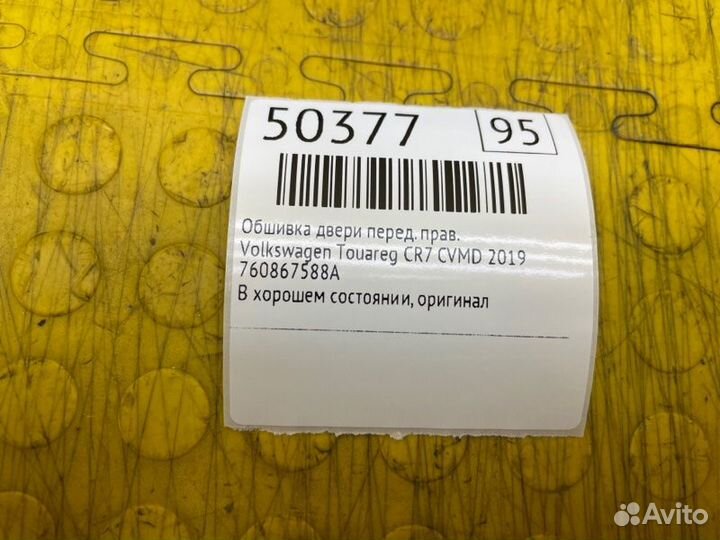 50377 95
Обшивка двери перед. прав.
Volkswagen Touareg CR7 CVMD 2019
760867588A
В хорошем состоянии, оригинал
Avito